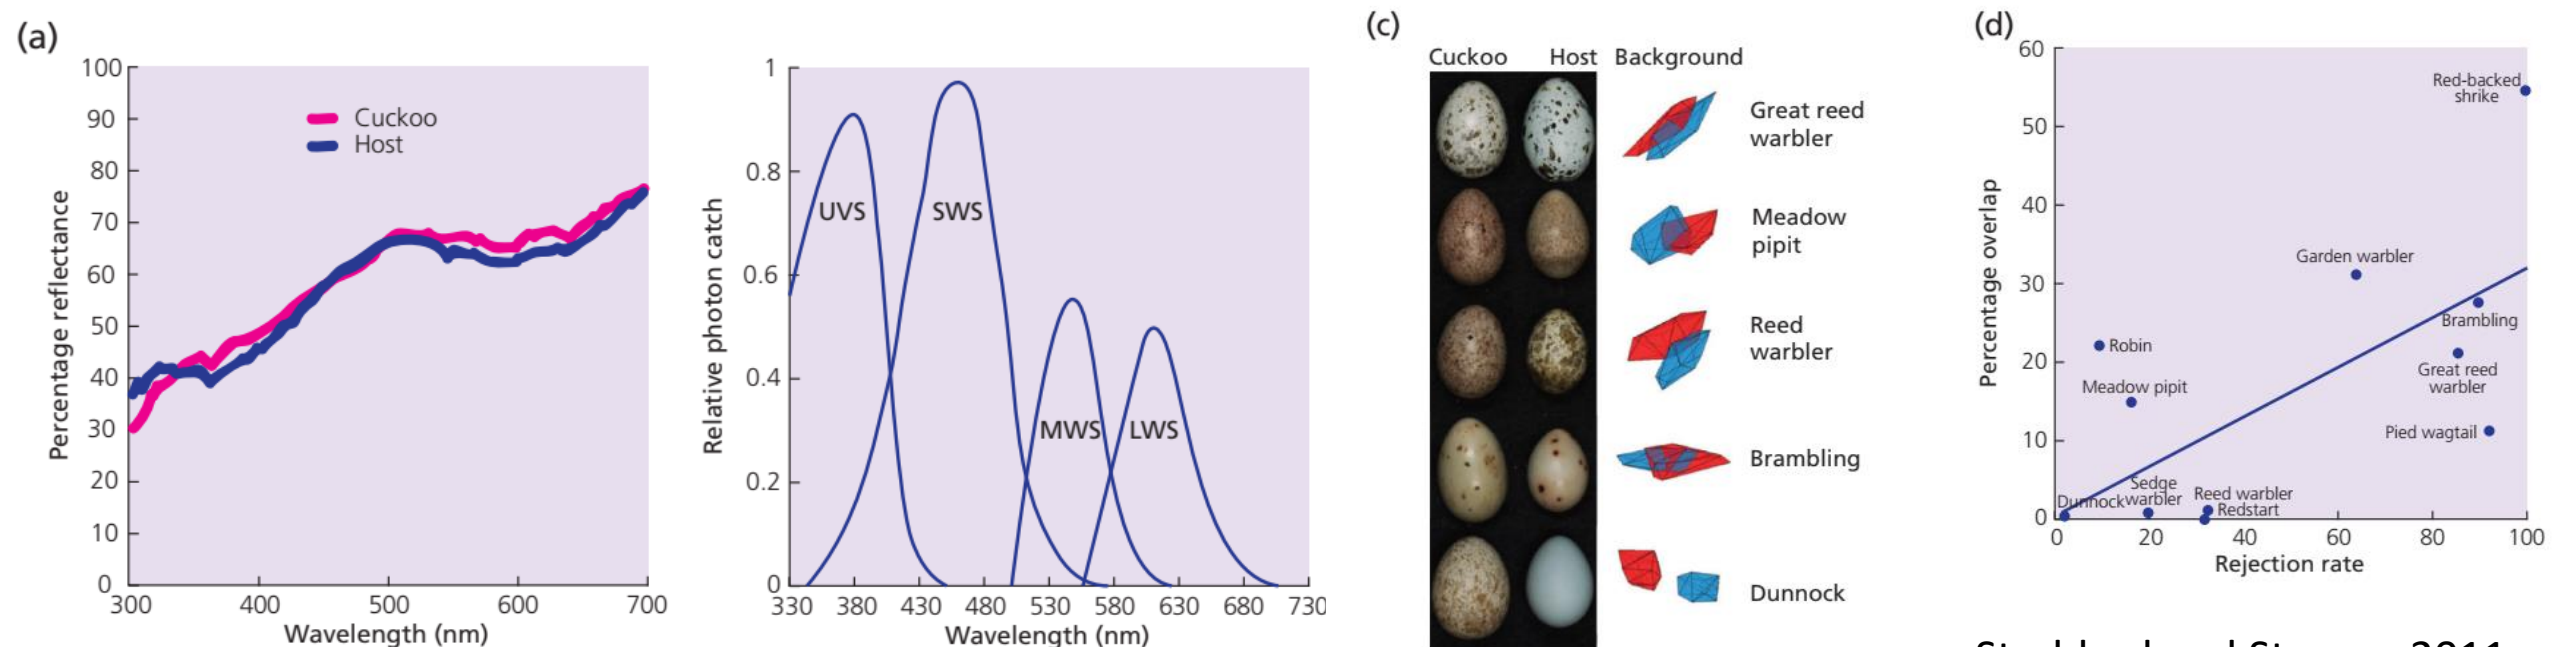 (a)
100
90
80
70
60
50
40
30
20
10
0
Percentage reflectance
Cuckoo
Host
300 400 500 600 700
Wavelength (nm)
1
0.8
0.6
0.4
0.2
0
Relative photon catch
UVS
SWS
MWS
LWS
330 380 430 480 530 580 630 680 730
Wavelength (nm)
(c)
Cuckoo Host Background
Great reed
warbler
Meadow
pipit
Reed
warbler
Brambling
Dunnock
(d)
60
50
40
30
20
10
0
Percentage overlap
Red-backed
shrike
Garden warbler
Brambling
Robin
Great reed
warbler
Meadow pipit
Pied wagtail
Sedge
warbler
Dunnock
Reed warbler
Redstart
0 20 40 60 80 100
Rejection rate